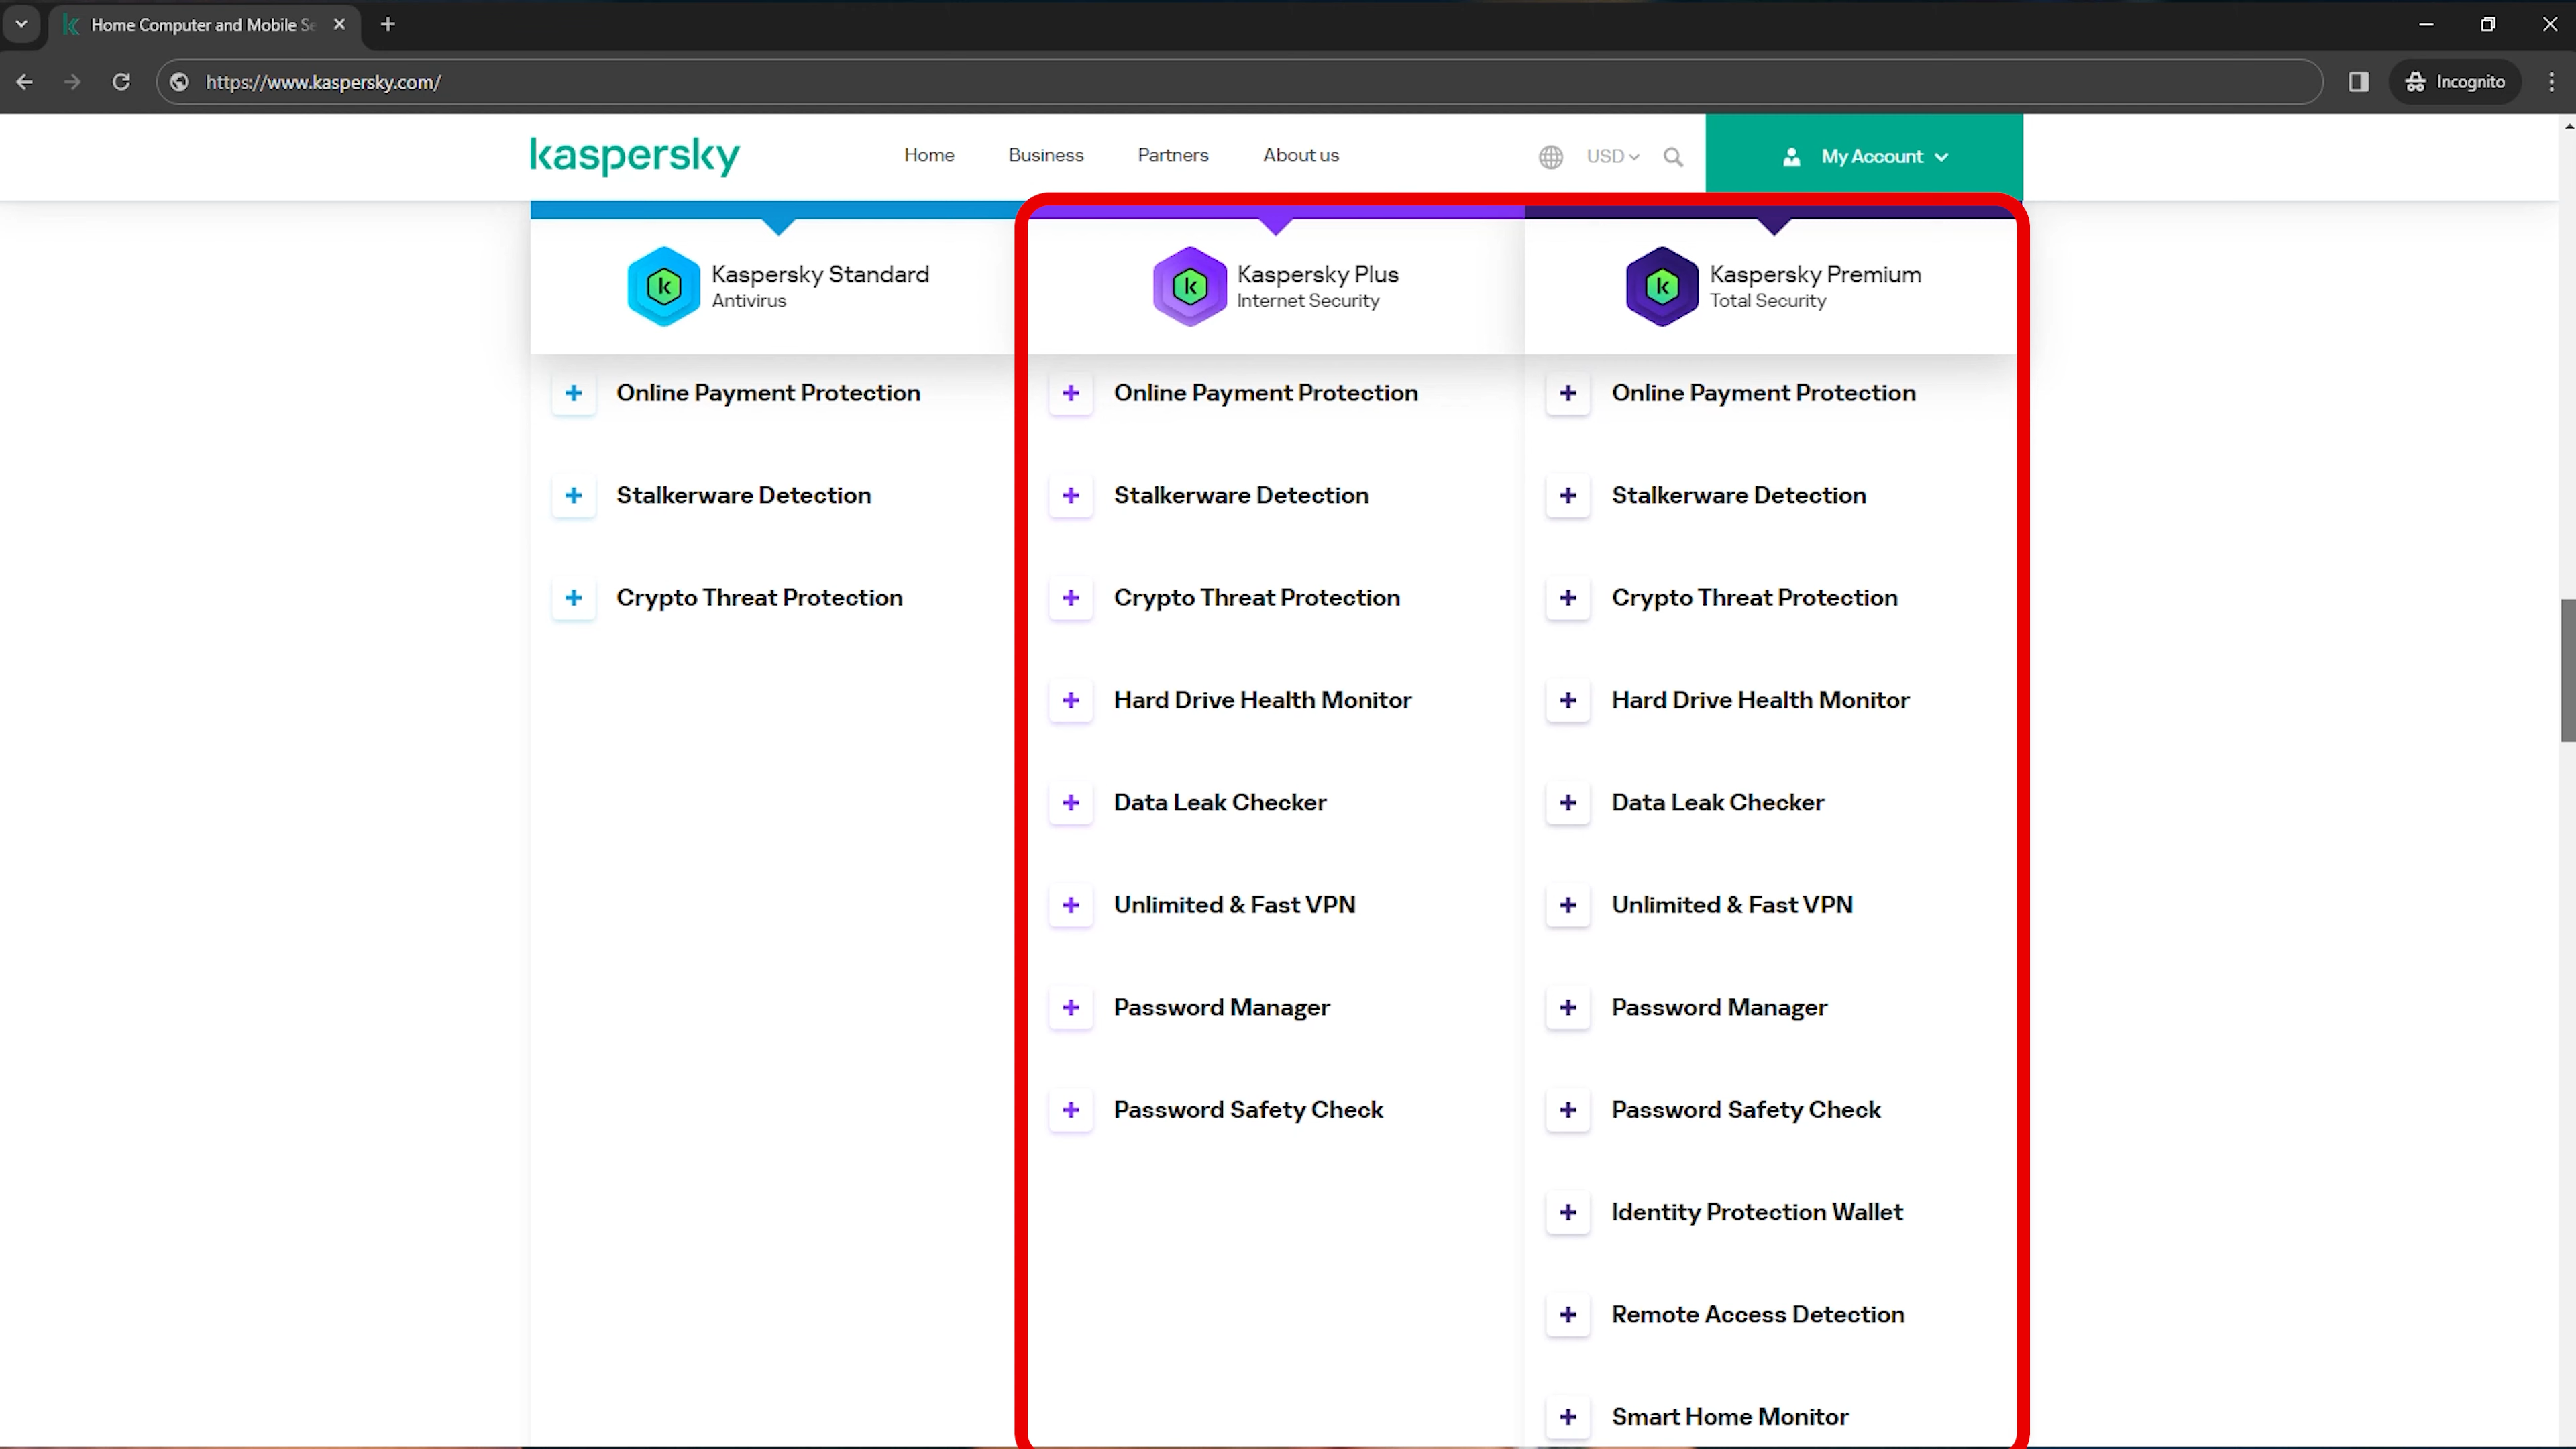 Home Computer and Mobile Se
https://www.kaspersky.com/
Incognito
kaspersky
Home
Business
Partners
About us
USD
My Account
Kaspersky Standard
Antivirus
Online Payment Protection
Stalkerware Detection
Crypto Threat Protection
Kaspersky Plus
Internet Security
Online Payment Protection
Stalkerware Detection
Crypto Threat Protection
Hard Drive Health Monitor
Data Leak Checker
Unlimited & Fast VPN
Password Manager
Password Safety Check
Kaspersky Premium
Total Security
Online Payment Protection
Stalkerware Detection
Crypto Threat Protection
Hard Drive Health Monitor
Data Leak Checker
Unlimited & Fast VPN
Password Manager
Password Safety Check
Identity Protection Wallet
Remote Access Detection
Smart Home Monitor